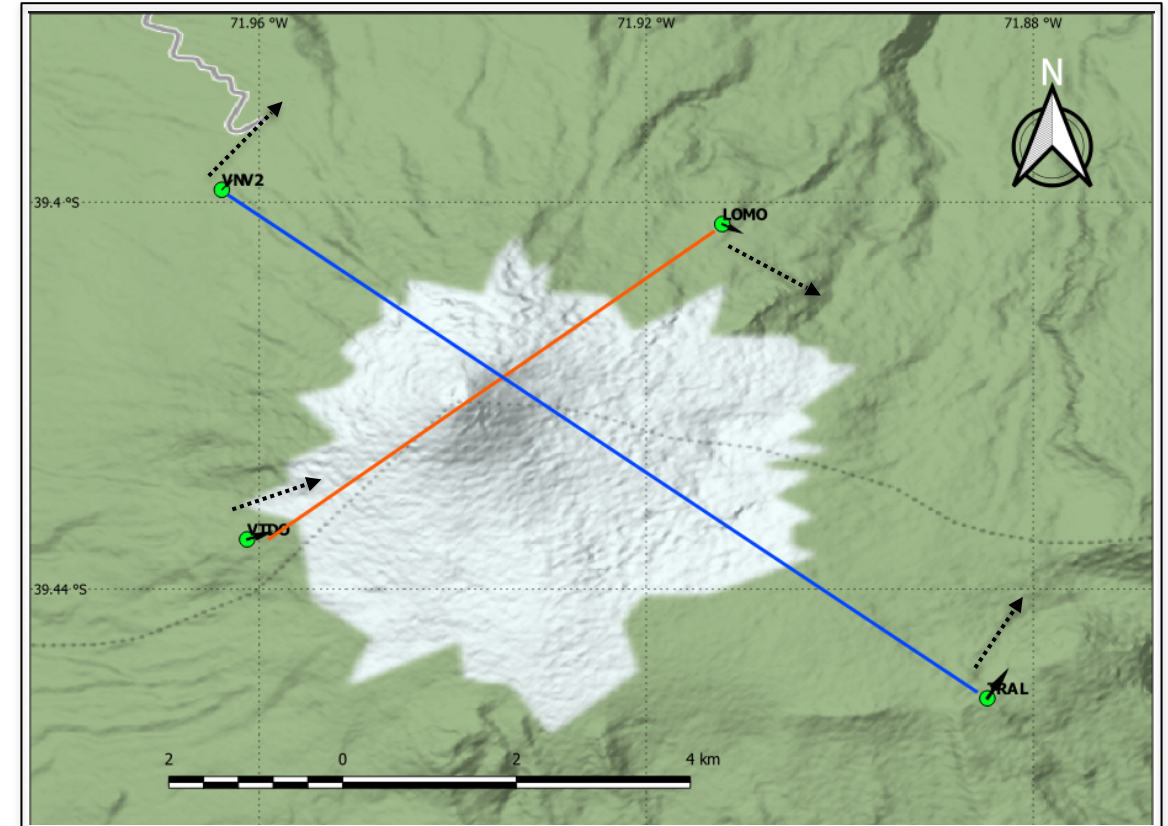 71.96 °W
71.92 °W
71.88 °W
N
VNV2
39.4 °S
LOMO
VTDO
39.44 °S
TRAL
2
0
2
4 km